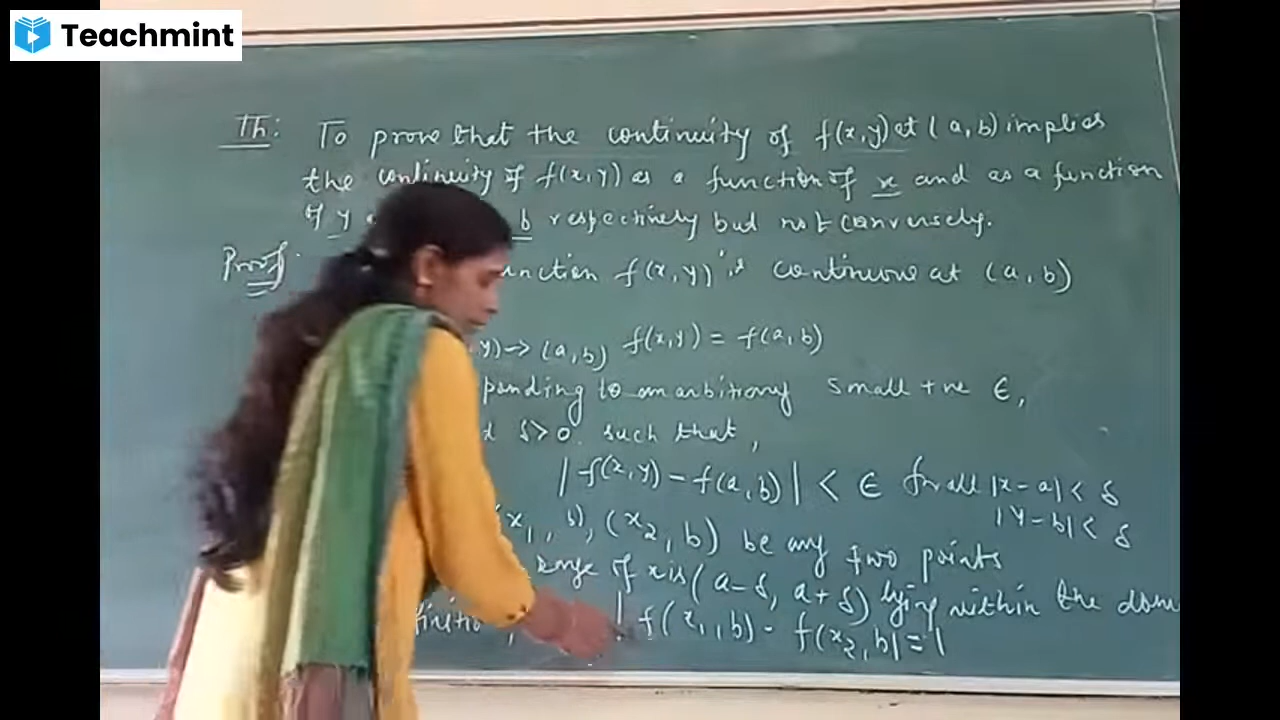 Teachmint
Th: To prove that the continuity of f(x,y) at (a,b) implies
the continuity of f(x,y) as a function of x and as a function
of y b respectively but not conversely.
Proof: function f(x,y) is continuous at (a,b)
y)→(a,b) f(x,y) = f(a,b)
ponding to an arbitrary small +ve ϵ,
δ>0. such that,
|f(x,y) - f(a,b)| < ϵ for all |x-a| < δ
|y-b| < δ
x₁,b), (x₂,b) be any two points
range of x is (a-δ, a+δ) lying within the dom
|f(x₁,b) - f(x₂,b| = |